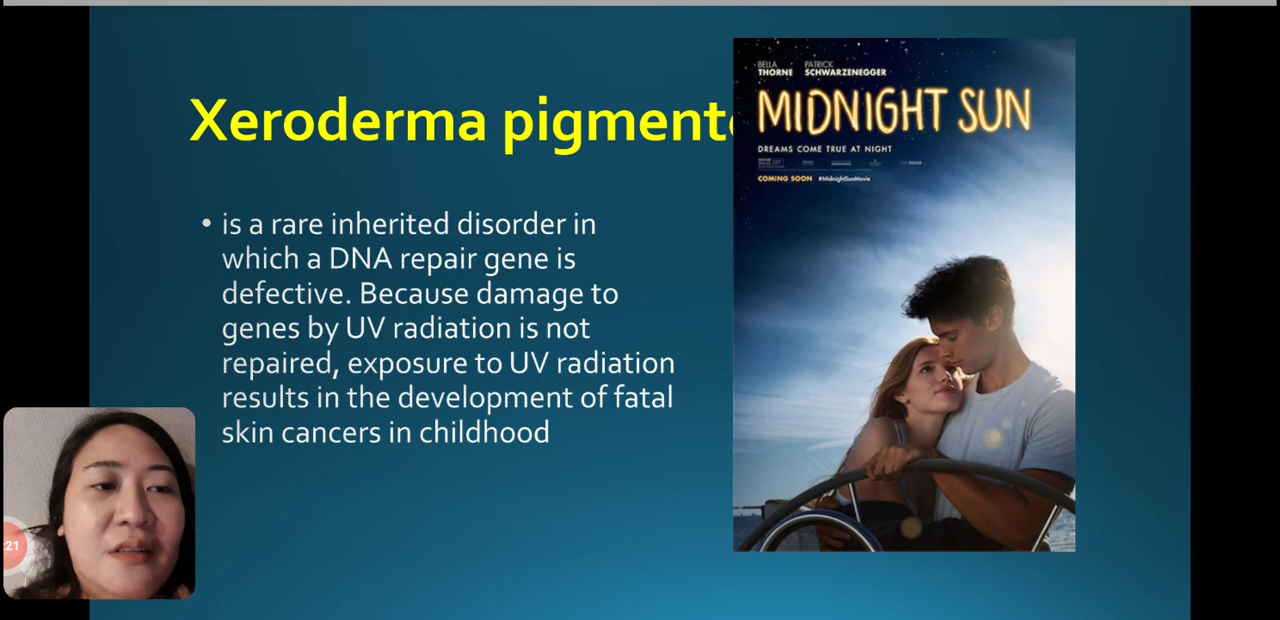 Xeroderma pigmento
• is a rare inherited disorder in
which a DNA repair gene is
defective. Because damage to
genes by UV radiation is not
repaired, exposure to UV radiation
results in the development of fatal
skin cancers in childhood
BELLA THORNE PATRICK SCHWARZENEGGER
MIDNIGHT SUN
DREAMS COME TRUE AT NIGHT
COMING SOON #MidnightSunMovie
:21